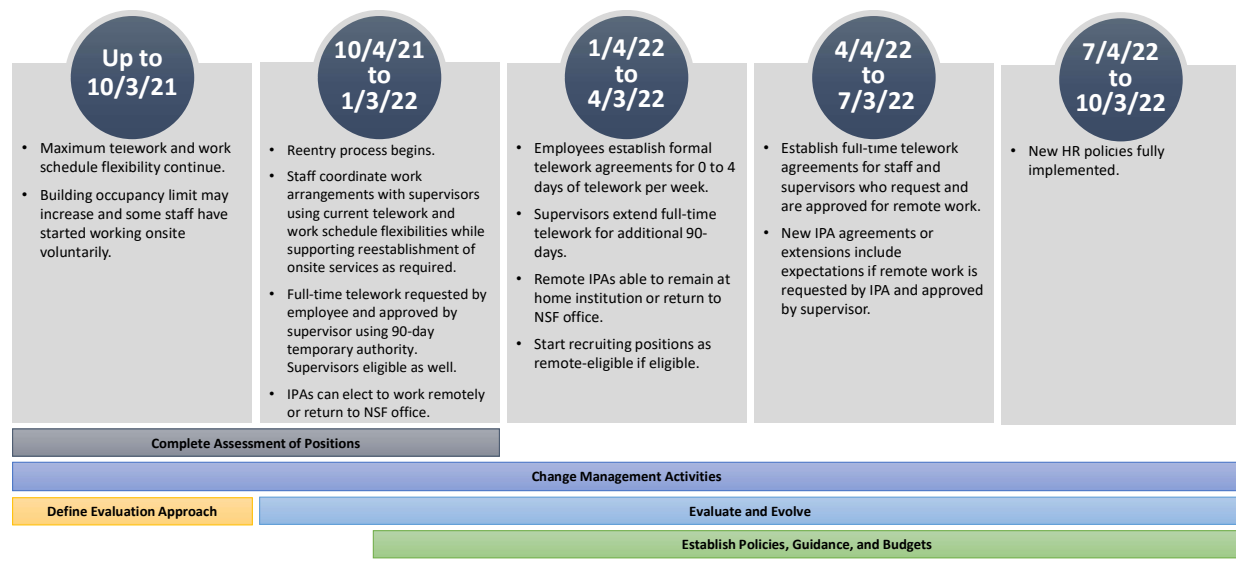 Up to
10/3/21
• Maximum telework and work
schedule flexibility continue.
• Building occupancy limit may
increase and some staff have
started working onsite
voluntarily.
10/4/21
to
1/3/22
• Reentry process begins.
• Staff coordinate work
arrangements with supervisors
using current telework and
work schedule flexibilities while
supporting reestablishment of
onsite services as required.
• Full-time telework requested by
employee and approved by
supervisor using 90-day
temporary authority.
Supervisors eligible as well.
• IPAs can elect to work remotely
or return to NSF office.
1/4/22
to
4/3/22
• Employees establish formal
telework agreements for 0 to 4
days of telework per week.
• Supervisors extend full-time
telework for additional 90-
days.
• Remote IPAs able to remain at
home institution or return to
NSF office.
• Start recruiting positions as
remote-eligible if eligible.
4/4/22
to
7/3/22
• Establish full-time telework
agreements for staff and
supervisors who request and
are approved for remote work.
• New IPA agreements or
extensions include
expectations if remote work is
requested by IPA and approved
by supervisor.
7/4/22
to
10/3/22
• New HR policies fully
implemented.
Complete Assessment of Positions
Change Management Activities
Define Evaluation Approach
Evaluate and Evolve
Establish Policies, Guidance, and Budgets